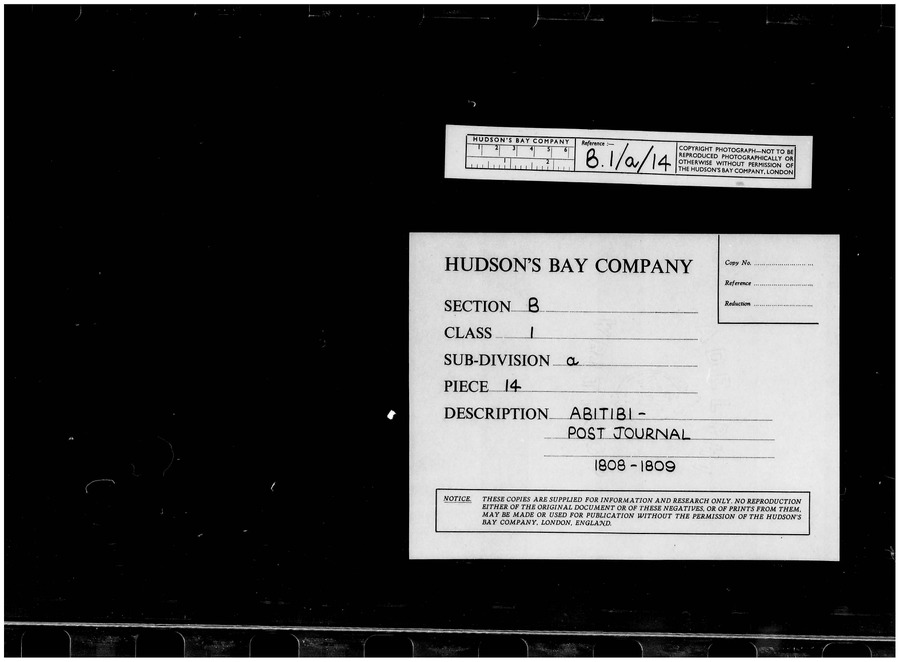 HUDSON'S BAY COMPANY
1 2 3 4 5 6
1 2
Reference :—
B.1/a/14
COPYRIGHT PHOTOGRAPH—NOT TO BE
REPRODUCED PHOTOGRAPHICALLY OR
OTHERWISE WITHOUT PERMISSION OF
THE HUDSON'S BAY COMPANY, LONDON
HUDSON'S BAY COMPANY
SECTION B
CLASS 1
SUB-DIVISION a
PIECE 14
DESCRIPTION ABITIBI -
POST JOURNAL
1808 - 1809
Copy No.
Reference
Reduction
NOTICE. THESE COPIES ARE SUPPLIED FOR INFORMATION AND RESEARCH ONLY. NO REPRODUCTION
EITHER OF THE ORIGINAL DOCUMENT OR OF THESE NEGATIVES, OR OF PRINTS FROM THEM,
MAY BE MADE OR USED FOR PUBLICATION WITHOUT THE PERMISSION OF THE HUDSON'S
BAY COMPANY, LONDON, ENGLAND.